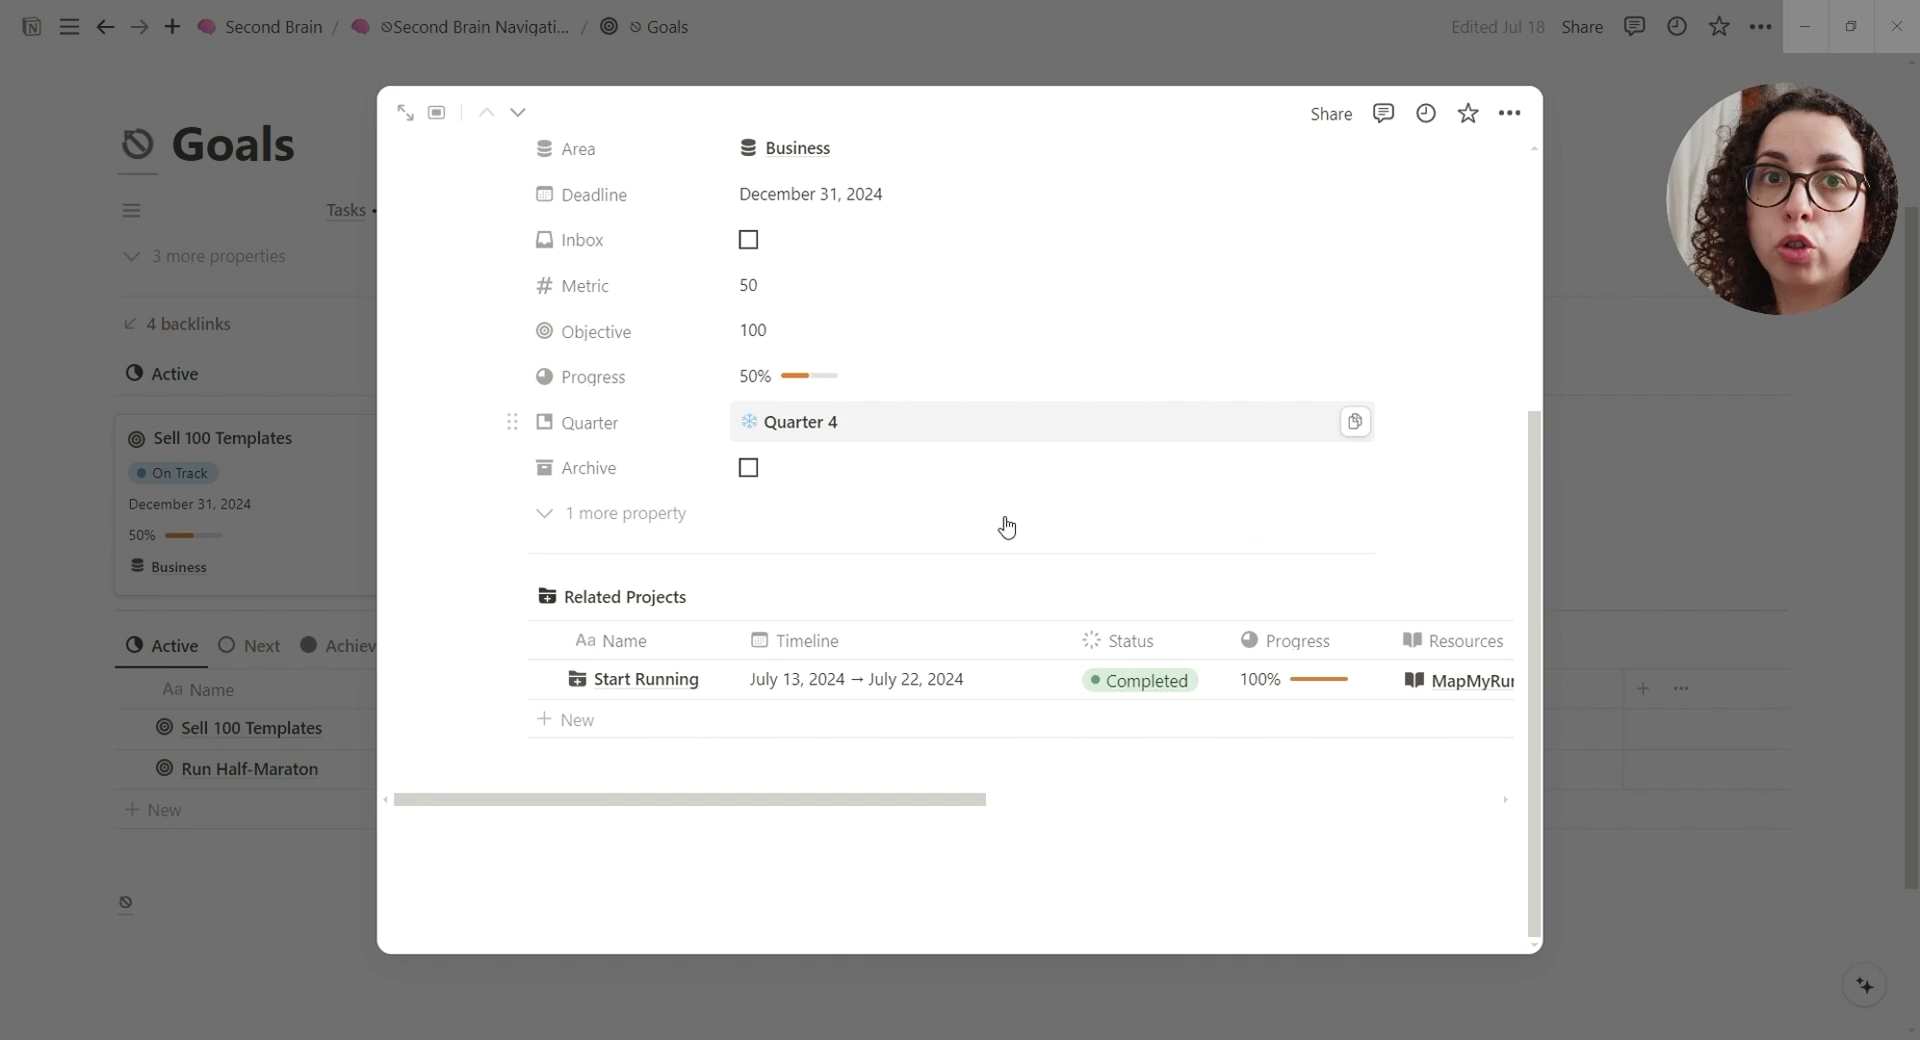 Second Brain / Second Brain Navigati... / Goals
Edited Jul 18 Share
Goals
Tasks •
3 more properties
4 backlinks
Active
Sell 100 Templates
On Track
December 31, 2024
50%
Business
Active Next Achiev
Aa Name
Sell 100 Templates
Run Half-Maraton
+ New
Share
Area Business
Deadline December 31, 2024
Inbox
# Metric 50
Objective 100
Progress 50%
Quarter Quarter 4
Archive
1 more property
Related Projects
Aa Name Timeline Status Progress Resources
Start Running July 13, 2024 → July 22, 2024 Completed 100% MapMyRun
+ New